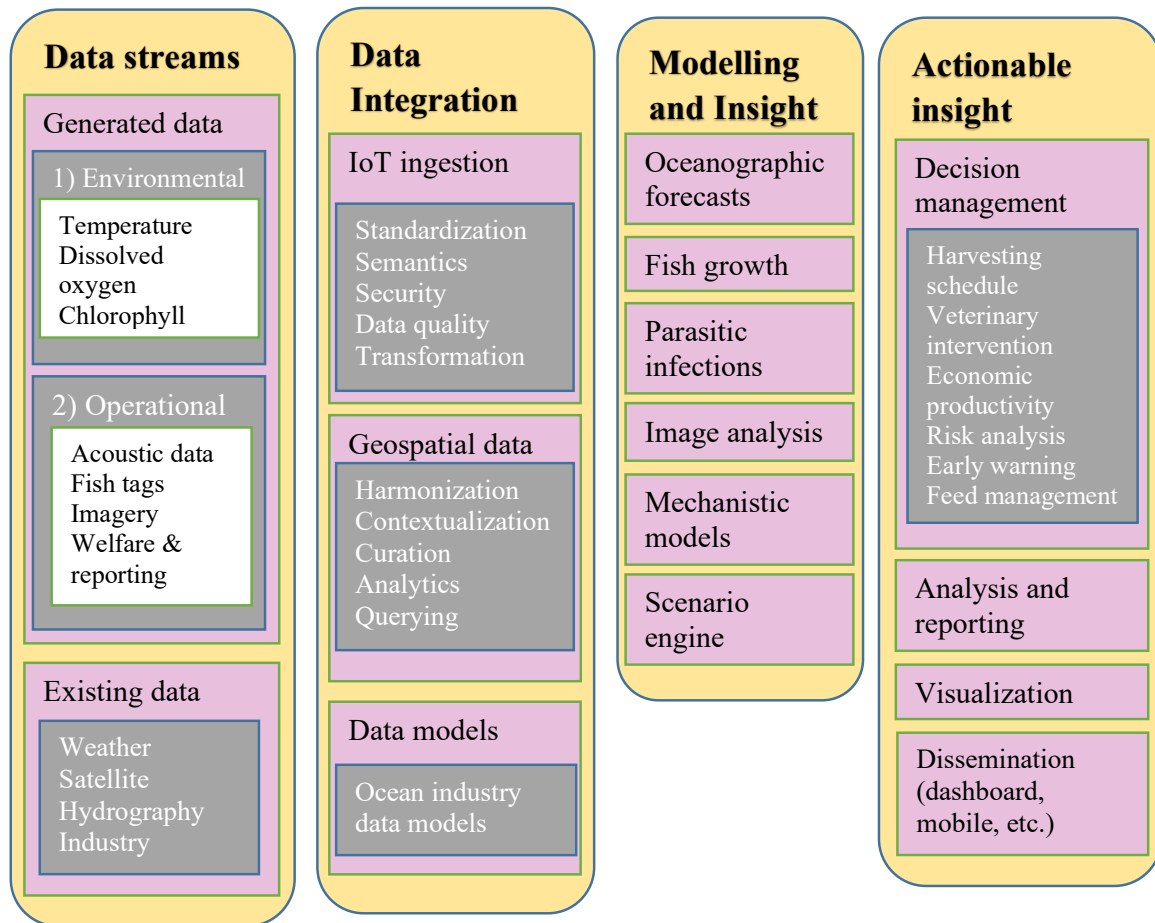 Data streams
Generated data
1) Environmental
Temperature
Dissolved
oxygen
Chlorophyll
2) Operational
Acoustic data
Fish tags
Imagery
Welfare &
reporting
Existing data
Weather
Satellite
Hydrography
Industry
Data
Integration
IoT ingestion
Standardization
Semantics
Security
Data quality
Transformation
Geospatial data
Harmonization
Contextualization
Curation
Analytics
Querying
Data models
Ocean industry
data models
Modelling
and Insight
Oceanographic
forecasts
Fish growth
Parasitic
infections
Image analysis
Mechanistic
models
Scenario
engine
Actionable
insight
Decision
management
Harvesting
schedule
Veterinary
intervention
Economic
productivity
Risk analysis
Early warning
Feed management
Analysis and
reporting
Visualization
Dissemination
(dashboard,
mobile, etc.)